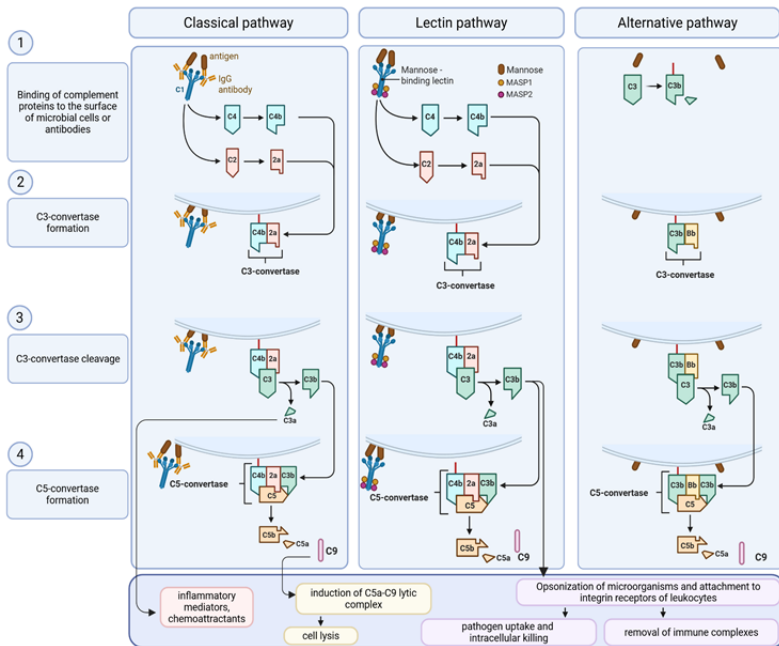 Classical pathway
Lectin pathway
Alternative pathway
1
Binding of complement
proteins to the surface
of microbial cells or
antibodies
antigen
IgG
antibody
C1
C4
C4b
C2
2a
Mannose -
binding lectin
Mannose
MASP1
MASP2
C4
C4b
C2
2a
C3
C3b
2
C3-convertase
formation
C4b
2a
C3-convertase
C4b
2a
C3-convertase
C3b
Bb
C3-convertase
3
C3-convertase cleavage
C4b
2a
C3
C3b
C3a
C4b
2a
C3
C3b
C3a
C3b
Bb
C3
C3b
C3a
4
C5-convertase
formation
C5-convertase
C4b
2a
C3b
C5
C5b
C5a
C9
C5-convertase
C4b
2a
C3b
C5
C5b
C5a
C9
C5-convertase
C3b
Bb
C3b
C5
C5b
C5a
C9
inflammatory
mediators,
chemoattractants
induction of C5a-C9 lytic
complex
cell lysis
Opsonization of microorganisms and attachment to
integrin receptors of leukocytes
pathogen uptake and
intracellular killing
removal of immune complexes